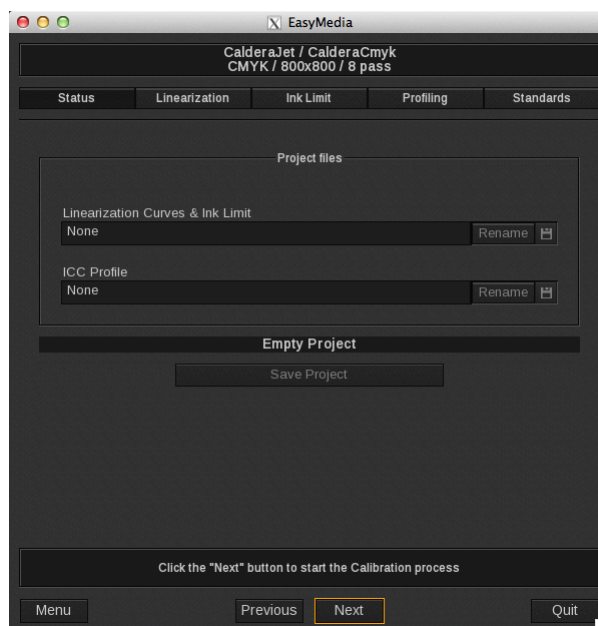 EasyMedia
CalderaJet / CalderaCmyk
CMYK / 800x800 / 8 pass
Status Linearization Ink Limit Profiling Standards
Project files
Linearization Curves & Ink Limit
None Rename
ICC Profile
None Rename
Empty Project
Save Project
Click the "Next" button to start the Calibration process
Menu Previous Next Quit